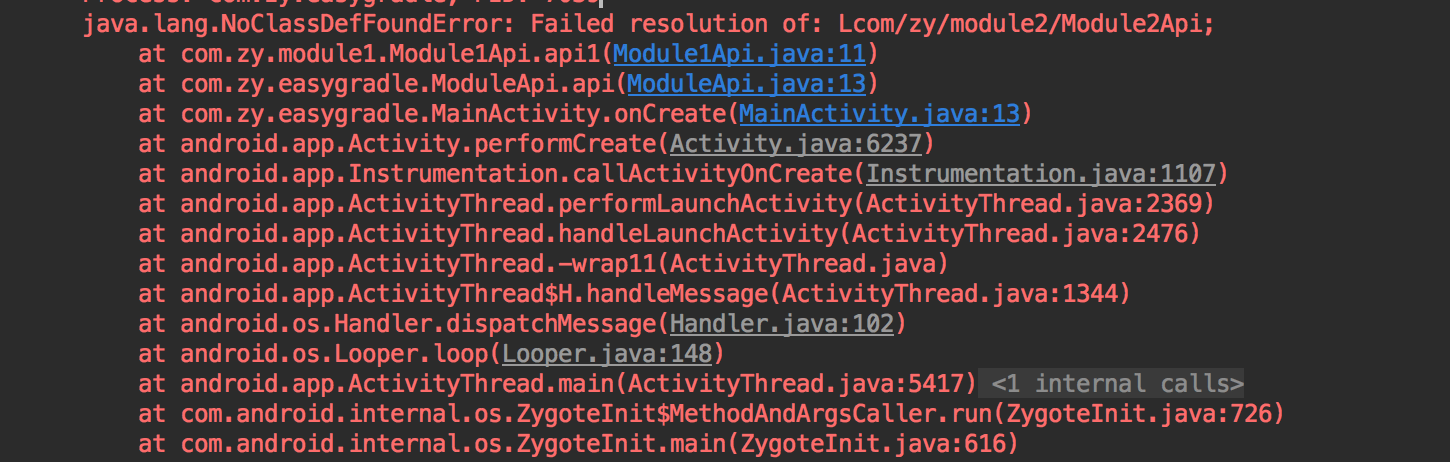 java.lang.NoClassDefFoundError: Failed resolution of: Lcom/zy/module2/Module2Api;
at com.zy.module1.Module1Api.api1(Module1Api.java:11)
at com.zy.easygradle.ModuleApi.api(ModuleApi.java:13)
at com.zy.easygradle.MainActivity.onCreate(MainActivity.java:13)
at android.app.Activity.performCreate(Activity.java:6237)
at android.app.Instrumentation.callActivityOnCreate(Instrumentation.java:1107)
at android.app.ActivityThread.performLaunchActivity(ActivityThread.java:2369)
at android.app.ActivityThread.handleLaunchActivity(ActivityThread.java:2476)
at android.app.ActivityThread.-wrap11(ActivityThread.java)
at android.app.ActivityThread$H.handleMessage(ActivityThread.java:1344)
at android.os.Handler.dispatchMessage(Handler.java:102)
at android.os.Looper.loop(Looper.java:148)
at android.app.ActivityThread.main(ActivityThread.java:5417) <1 internal calls>
at com.android.internal.os.ZygoteInit$MethodAndArgsCaller.run(ZygoteInit.java:726)
at com.android.internal.os.ZygoteInit.main(ZygoteInit.java:616)